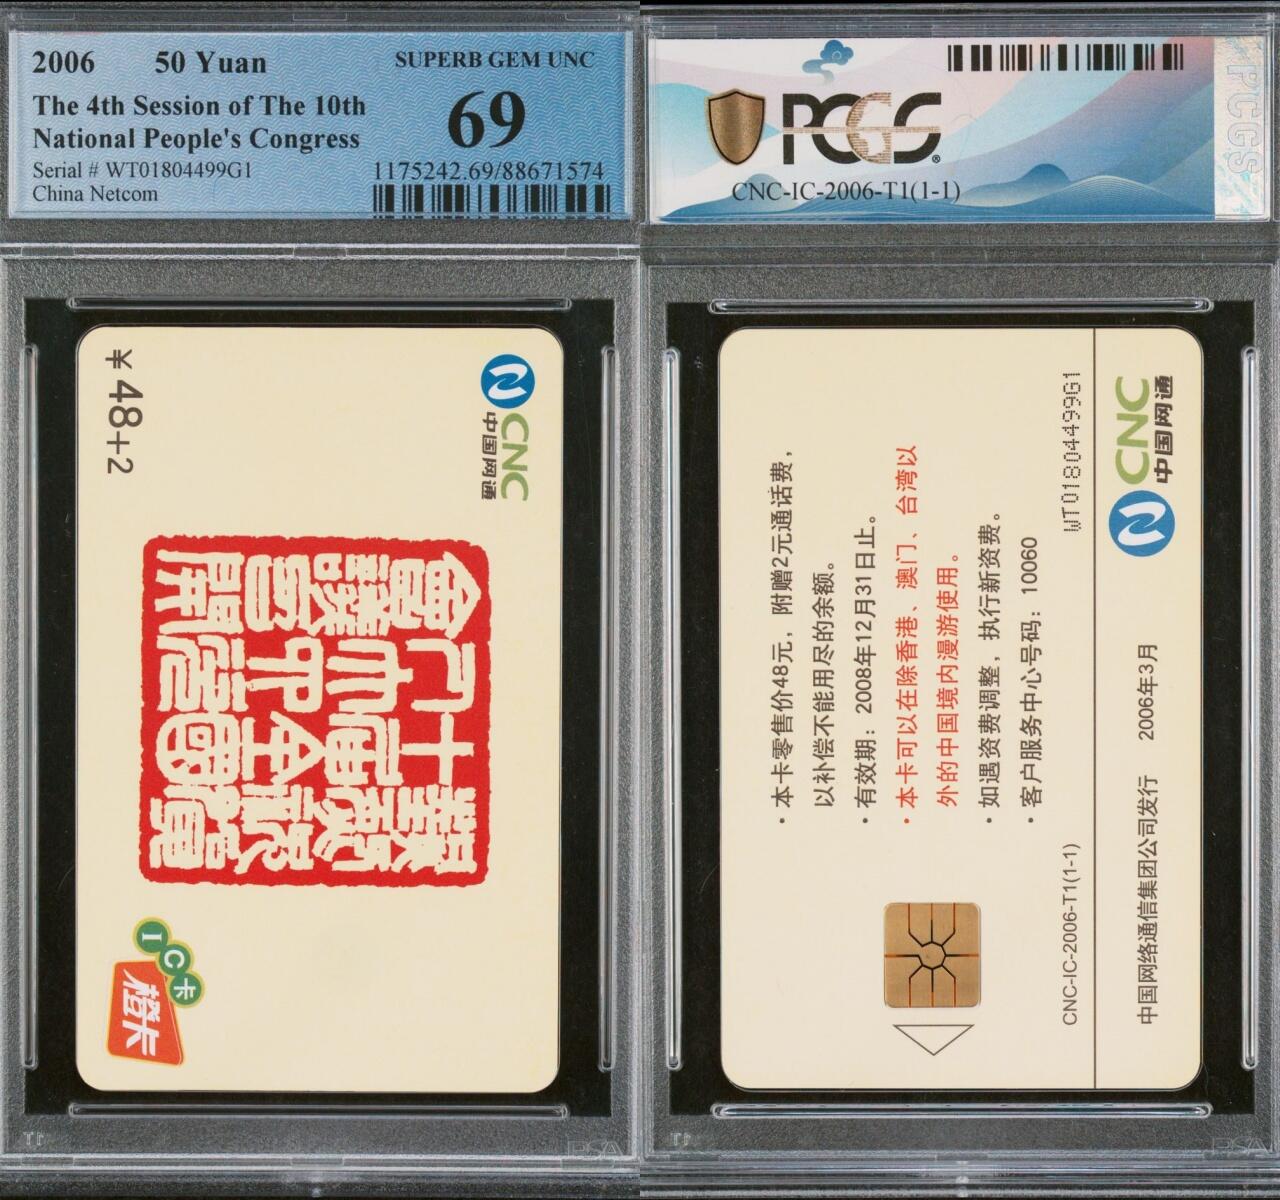 2006 50 Yuan
SUPERB GEM UNC
The 4th Session of The 10th
National People's Congress
69
Serial # WT01804499G1
1175242.69/88671574
China Netcom
PCGS
CNC-IC-2006-T1(1-1)
PCGS
¥ 48+2
CNC
中国网通
IC卡
橙卡
PSA
WT01804499G1
CNC
中国网通
·本卡零售价48元，附赠2元通话费，
以补偿不能用尽的余额。
·有效期：2008年12月31日止。
·本卡可以在除香港、澳门、台湾以
外的中国境内漫游使用。
·如遇资费调整，执行新资费。
·客户服务中心号码：10060
CNC-IC-2006-T1(1-1)
中国网络通信集团公司发行 2006年3月
PSA